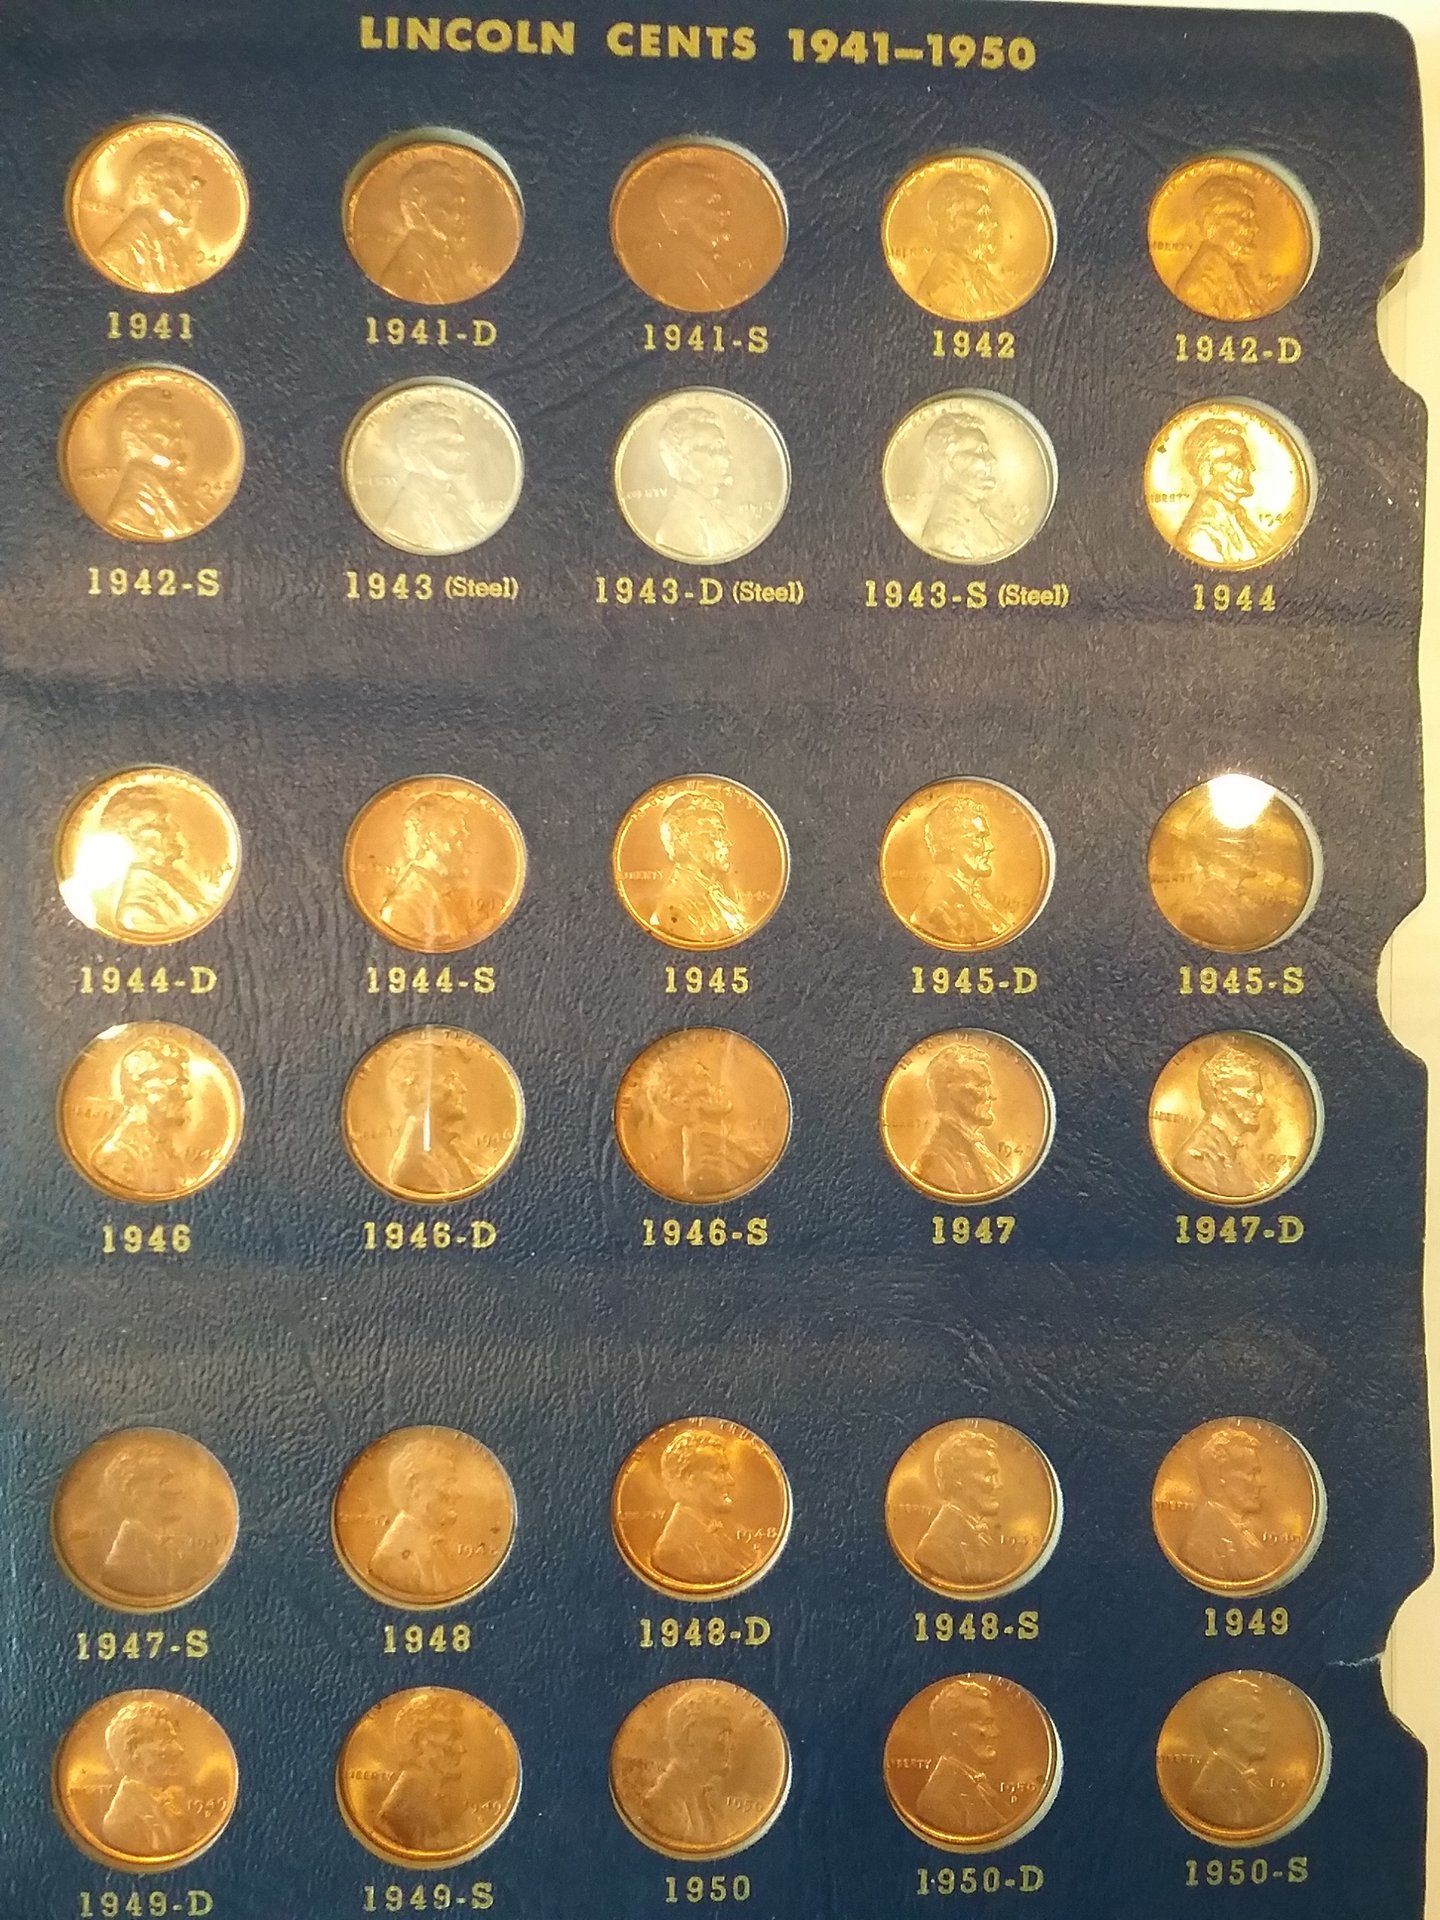 LINCOLN CENTS 1941–1950
1941 1941-D 1941-S 1942 1942-D
1942-S 1943 (Steel) 1943-D (Steel) 1943-S (Steel) 1944
1944-D 1944-S 1945 1945-D 1945-S
1946 1946-D 1946-S 1947 1947-D
1947-S 1948 1948-D 1948-S 1949
1949-D 1949-S 1950 1950-D 1950-S